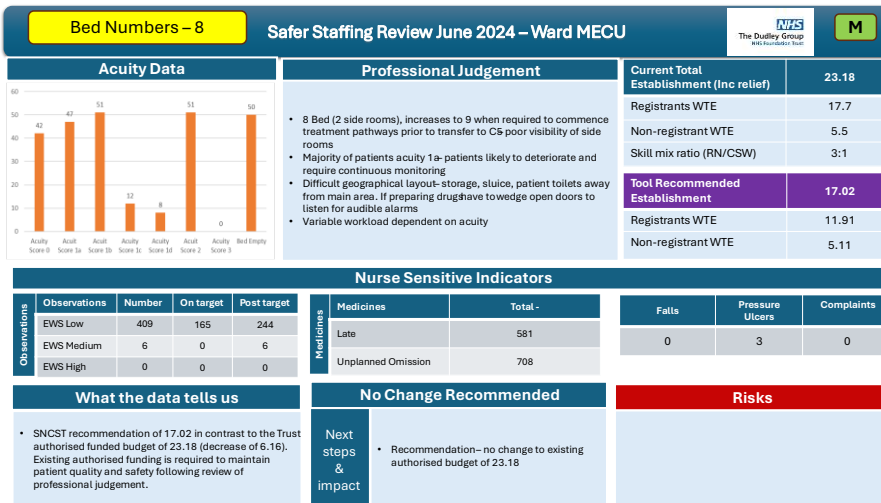 Bed Numbers – 8
Safer Staffing Review June 2024 – Ward MECU
NHS
The Dudley Group
NHS Foundation Trust
M
Acuity Data
60
50
40
30
20
10
0
42
47
51
12
8
51
0
50
Acuity Score 0
Acuit Score 1a
Acuity Score 1b
Acuity Score 1c
Acuity Score 1d
Acuit Score 2
Acuity Score 3
Bed Empty
Professional Judgement
• 8 Bed (2 side rooms), increases to 9 when required to commence
treatment pathways prior to transfer to C5 poor visibility of side
rooms
• Majority of patients acuity 1a– patients likely to deteriorate and
require continuous monitoring
• Difficult geographical layout– storage, sluice, patient toilets away
from main area. If preparing drugs have to wedge open doors to
listen for audible alarms
• Variable workload dependent on acuity
Current Total Establishment (Inc relief) 23.18
Registrants WTE 17.7
Non-registrant WTE 5.5
Skill mix ratio (RN/CSW) 3:1
Tool Recommended Establishment 17.02
Registrants WTE 11.91
Non-registrant WTE 5.11
Nurse Sensitive Indicators
Observations
Observations Number On target Post target
EWS Low 409 165 244
EWS Medium 6 0 6
EWS High 0 0 0
Medicines
Medicines Total -
Late 581
Unplanned Omission 708
Falls Pressure Ulcers Complaints
0 3 0
What the data tells us
• SNCST recommendation of 17.02 in contrast to the Trust
authorised funded budget of 23.18 (decrease of 6.16).
Existing authorised funding is required to maintain
patient quality and safety following review of
professional judgement.
No Change Recommended
Next
steps
&
impact
• Recommendation– no change to existing
authorised budget of 23.18
Risks